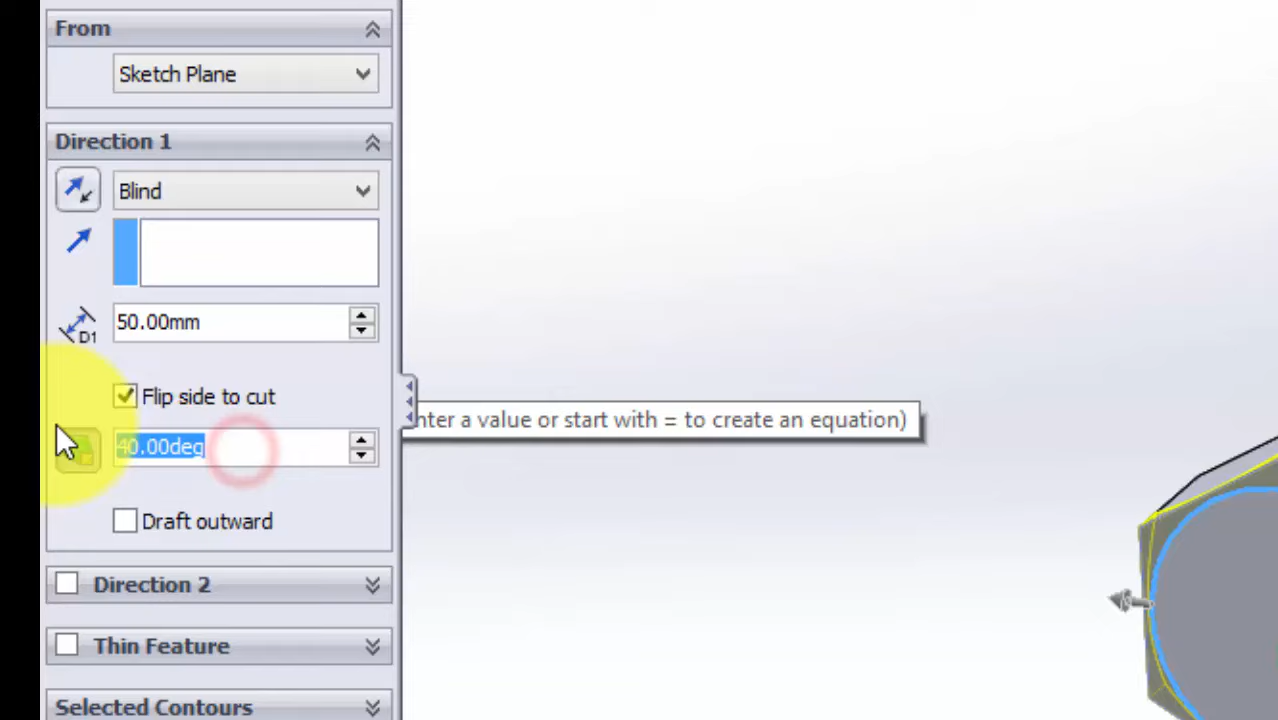 From
Sketch Plane
Direction 1
Blind
D1
50.00mm
Flip side to cut
nter a value or start with = to create an equation)
40.00deg
Draft outward
Direction 2
Thin Feature
Selected Contours